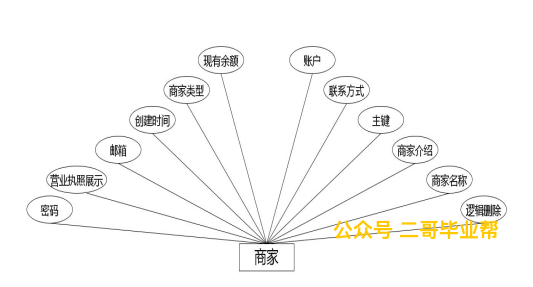 现有余额
账户
商家类型
联系方式
创建时间
主键
邮箱
商家介绍
营业执照展示
商家名称
密码
逻辑删除
公众号 二哥毕业帮
商家